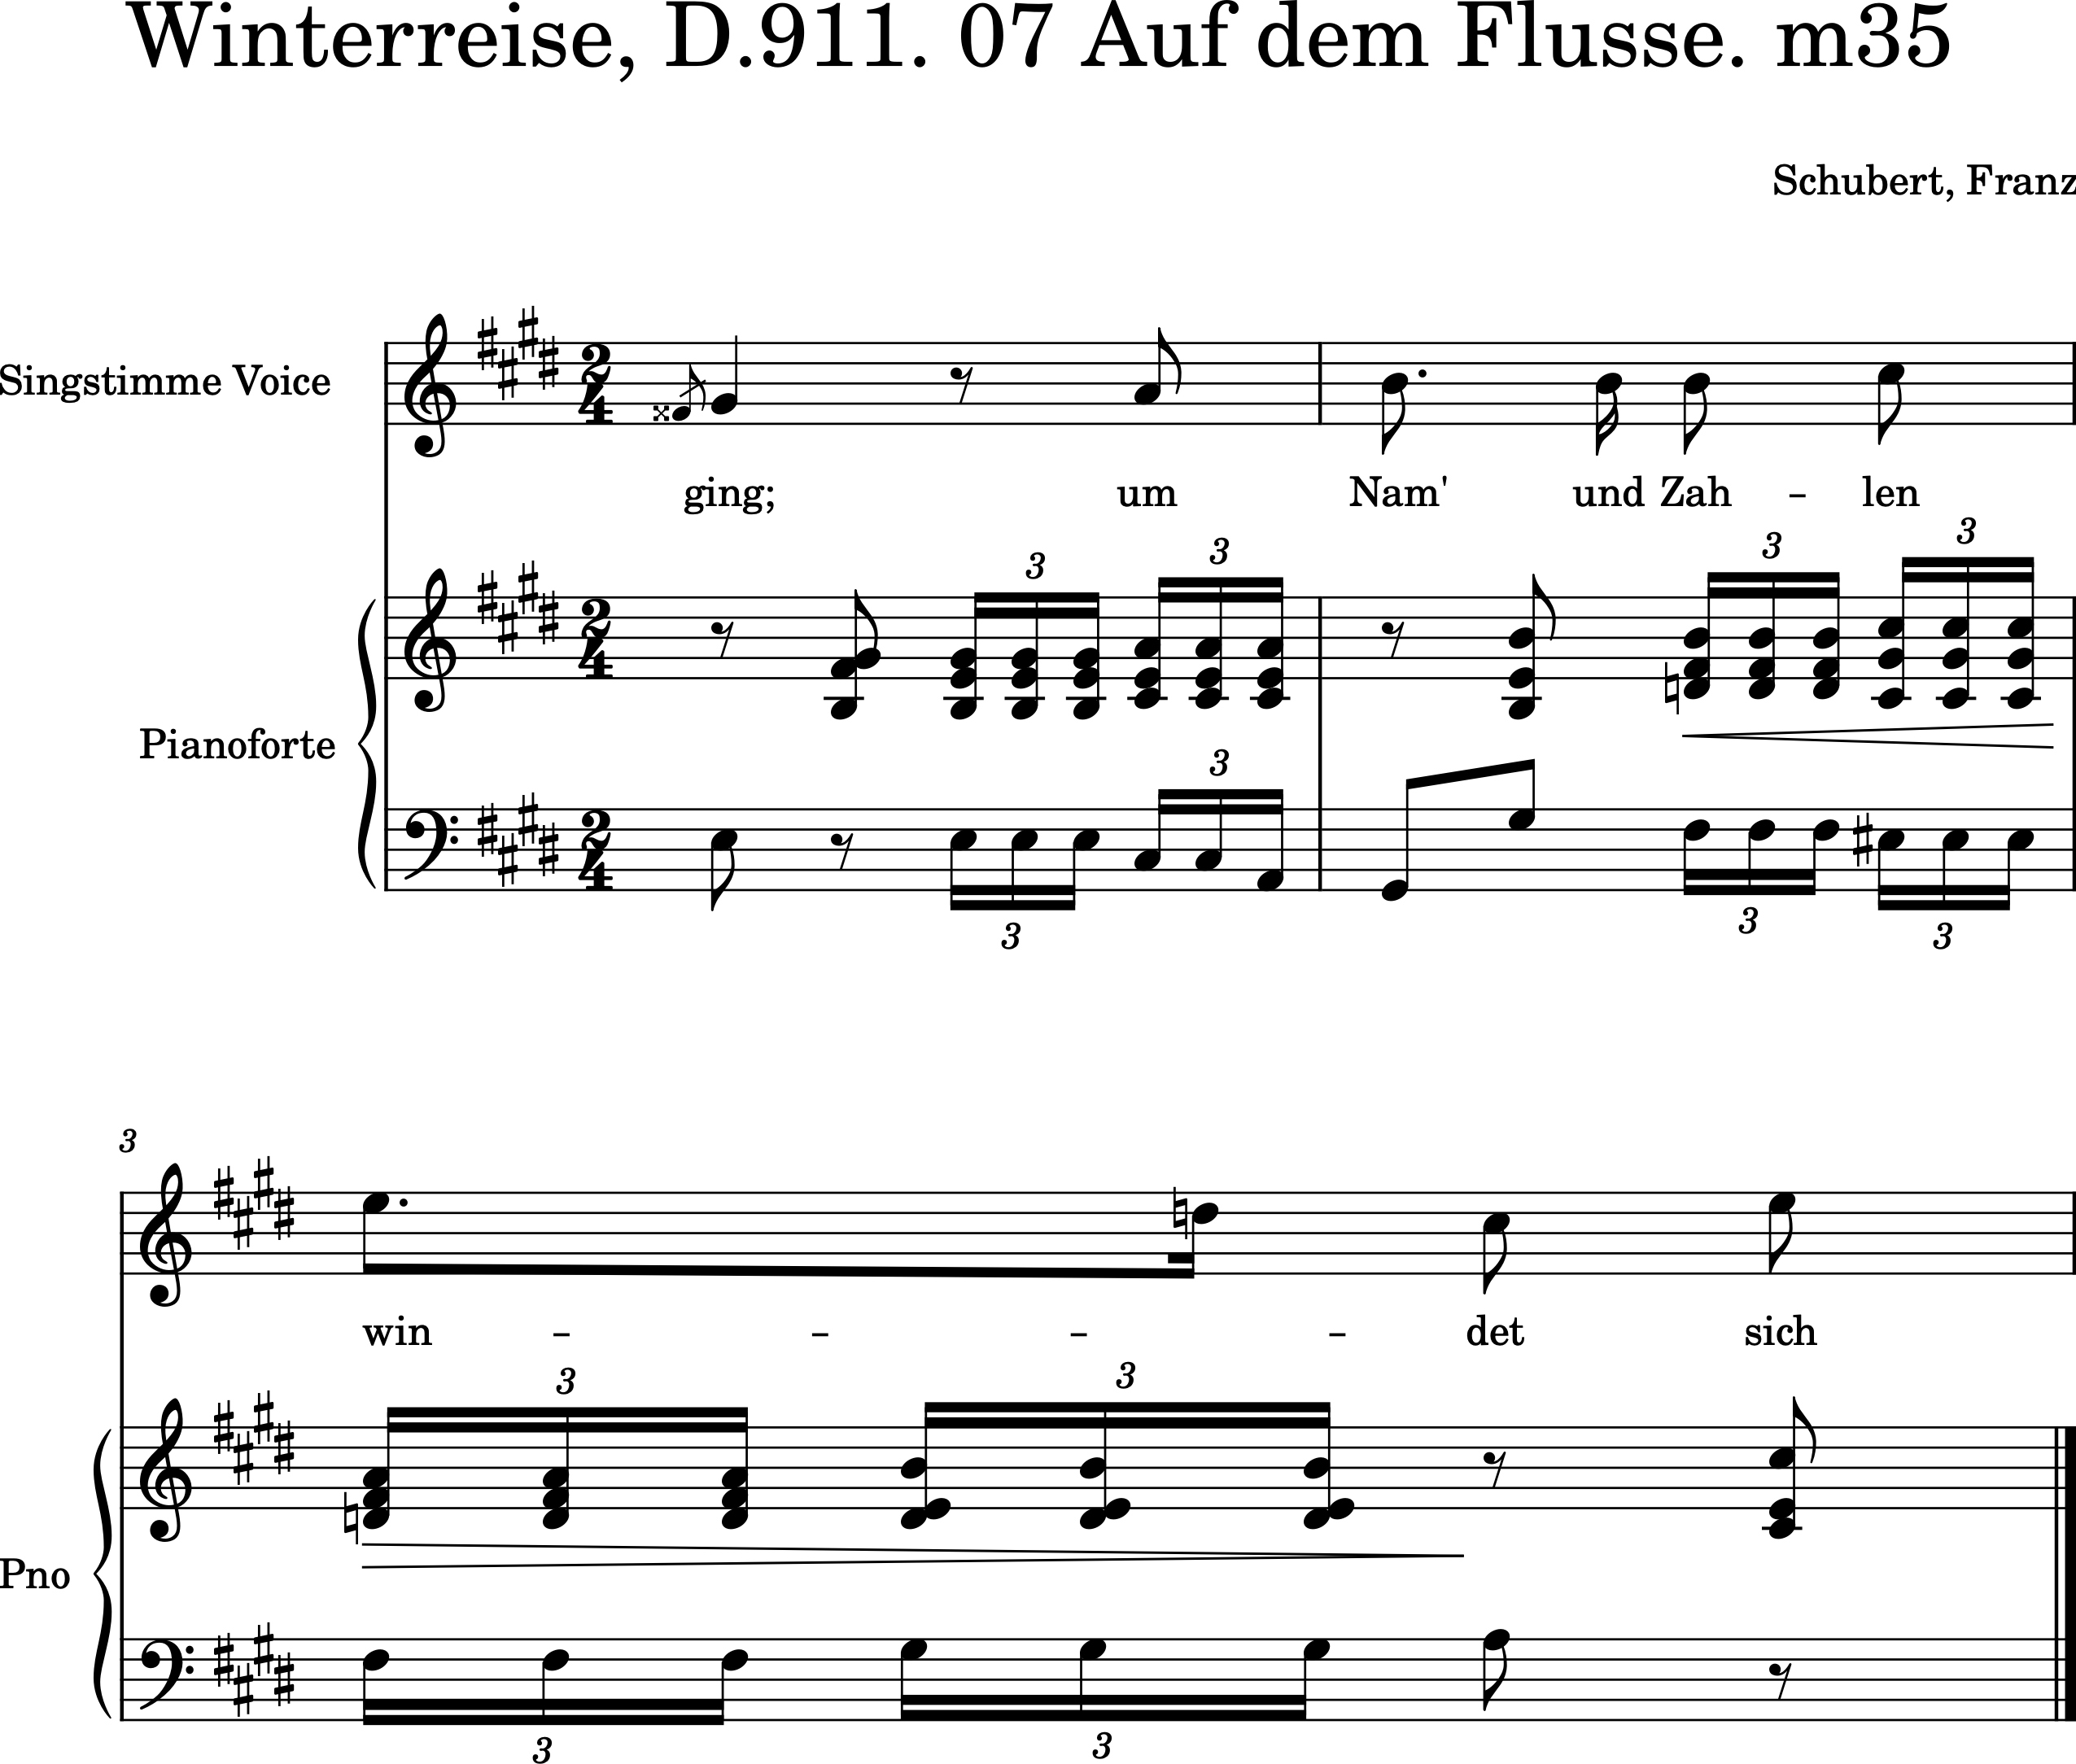 Winterreise, D.911. 07 Auf dem Flusse. m35
Schubert, Franz
Singstimme Voice
ging; um Nam' und Zah - len
3 3 3 3
Pianoforte
3
3 3 3
3
win - - - - det sich
3 3
Pno
3 3